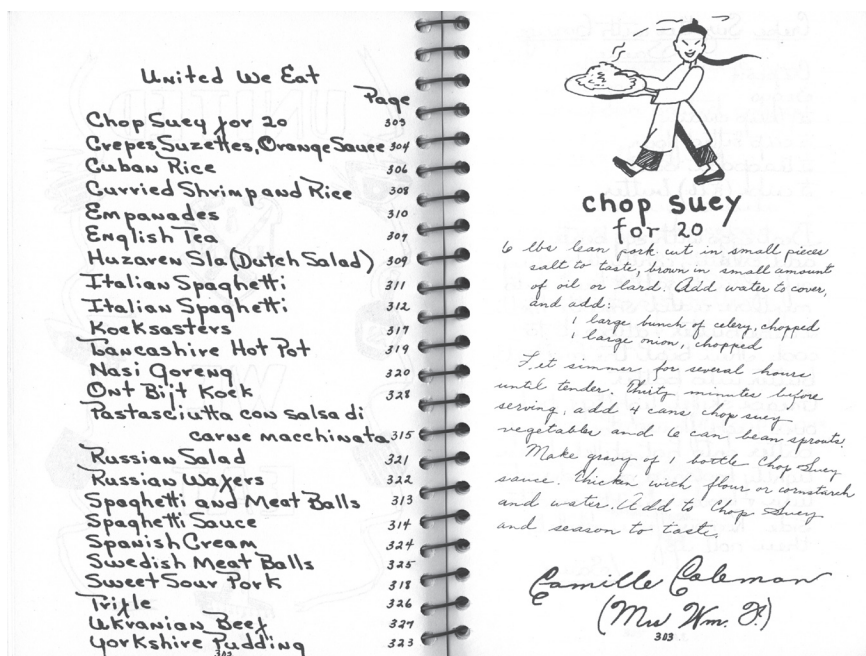 United We Eat
Page
Chop Suey for 20 303
Crepes Suzettes, Orange Sauce 304
Cuban Rice 306
Curried Shrimp and Rice 308
Empanades 310
English Tea 307
Huzaren Sla (Dutch Salad) 309
Italian Spaghetti 311
Italian Spaghetti 312
Koeksasters 317
Lancashire Hot Pot 319
Nasi Goreng 320
Ont Bijt Koek 328
Pastasciutta con salsa di
carne macchinata 315
Russian Salad 321
Russian Wafers 322
Spaghetti and Meat Balls 313
Spaghetti Sauce 314
Spanish Cream 324
Swedish Meat Balls 325
Sweet Sour Pork 318
Trifle 326
Ukranian Beef 327
Yorkshire Pudding 323
302
chop suey
for 20
6 lbs lean pork cut in small pieces
salt to taste, brown in small amount
of oil or lard. Add water to cover,
and add:
1 large bunch of celery, chopped
1 large onion, chopped
Let simmer for several hours
until tender. Thirty minutes before
serving, add 4 cans chop suey
vegetables and 6 can bean sprouts.
Make gravy of 1 bottle Chop Suey
sauce. Thicken with flour or cornstarch
and water. Add to Chop Suey
and season to taste.
Camille Coleman
(Mrs Wm. F.)
303